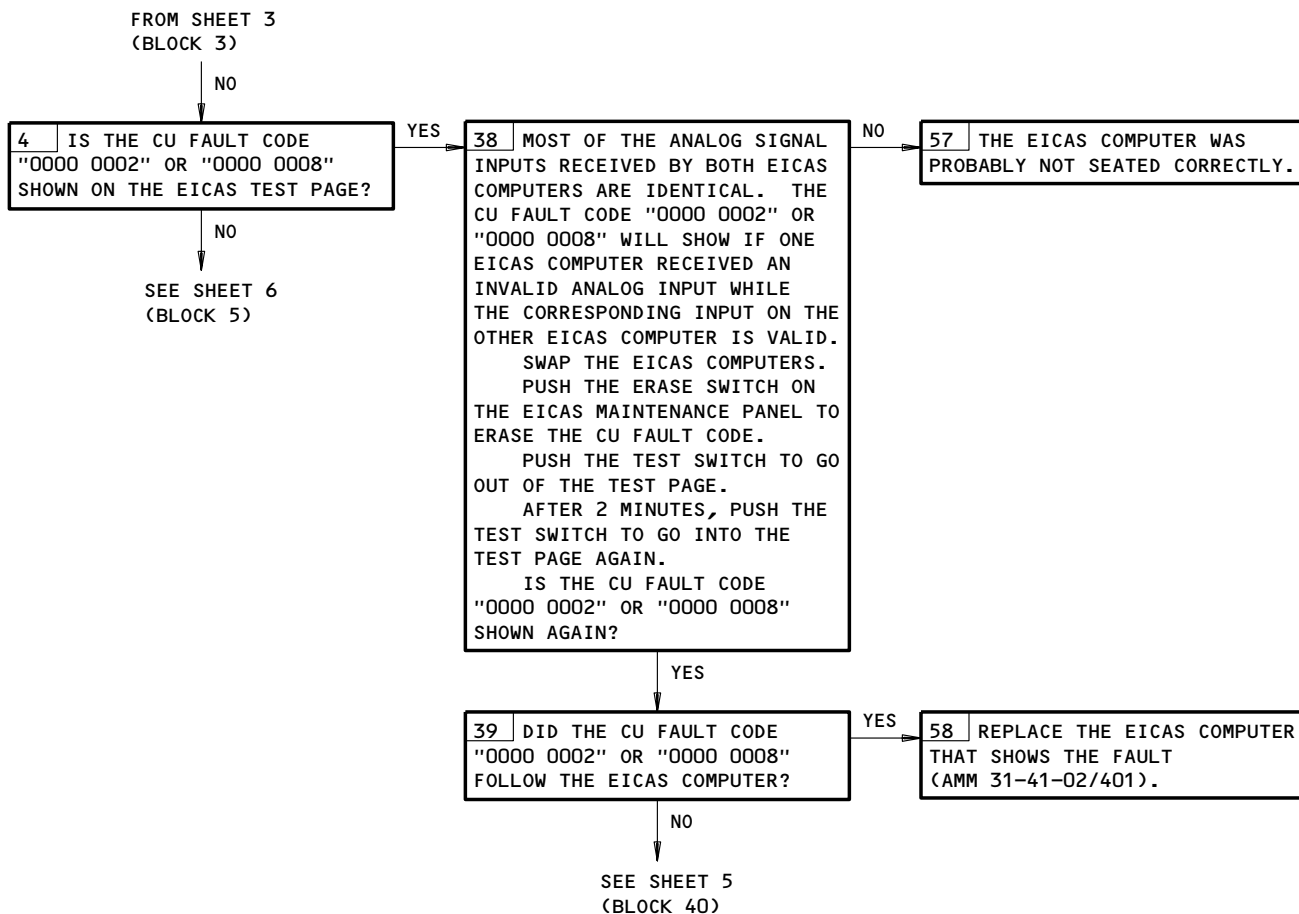 FROM SHEET 3
(BLOCK 3)
NO
4 IS THE CU FAULT CODE
"0000 0002" OR "0000 0008"
SHOWN ON THE EICAS TEST PAGE?
YES
NO
SEE SHEET 6
(BLOCK 5)
38 MOST OF THE ANALOG SIGNAL
INPUTS RECEIVED BY BOTH EICAS
COMPUTERS ARE IDENTICAL. THE
CU FAULT CODE "0000 0002" OR
"0000 0008" WILL SHOW IF ONE
EICAS COMPUTER RECEIVED AN
INVALID ANALOG INPUT WHILE
THE CORRESPONDING INPUT ON THE
OTHER EICAS COMPUTER IS VALID.
SWAP THE EICAS COMPUTERS.
PUSH THE ERASE SWITCH ON
THE EICAS MAINTENANCE PANEL TO
ERASE THE CU FAULT CODE.
PUSH THE TEST SWITCH TO GO
OUT OF THE TEST PAGE.
AFTER 2 MINUTES, PUSH THE
TEST SWITCH TO GO INTO THE
TEST PAGE AGAIN.
IS THE CU FAULT CODE
"0000 0002" OR "0000 0008"
SHOWN AGAIN?
NO
57 THE EICAS COMPUTER WAS
PROBABLY NOT SEATED CORRECTLY.
YES
39 DID THE CU FAULT CODE
"0000 0002" OR "0000 0008"
FOLLOW THE EICAS COMPUTER?
YES
58 REPLACE THE EICAS COMPUTER
THAT SHOWS THE FAULT
(AMM 31-41-02/401).
NO
SEE SHEET 5
(BLOCK 40)